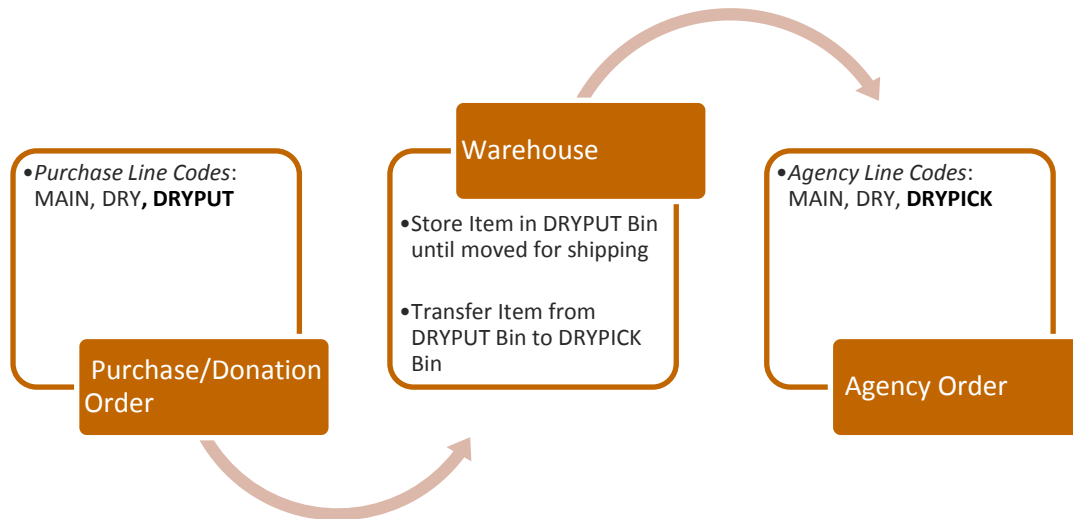 •Purchase Line Codes:
MAIN, DRY, DRYPUT
Purchase/Donation
Order
Warehouse
•Store Item in DRYPUT Bin
until moved for shipping
•Transfer Item from
DRYPUT Bin to DRYPICK
Bin
•Agency Line Codes:
MAIN, DRY, DRYPICK
Agency Order